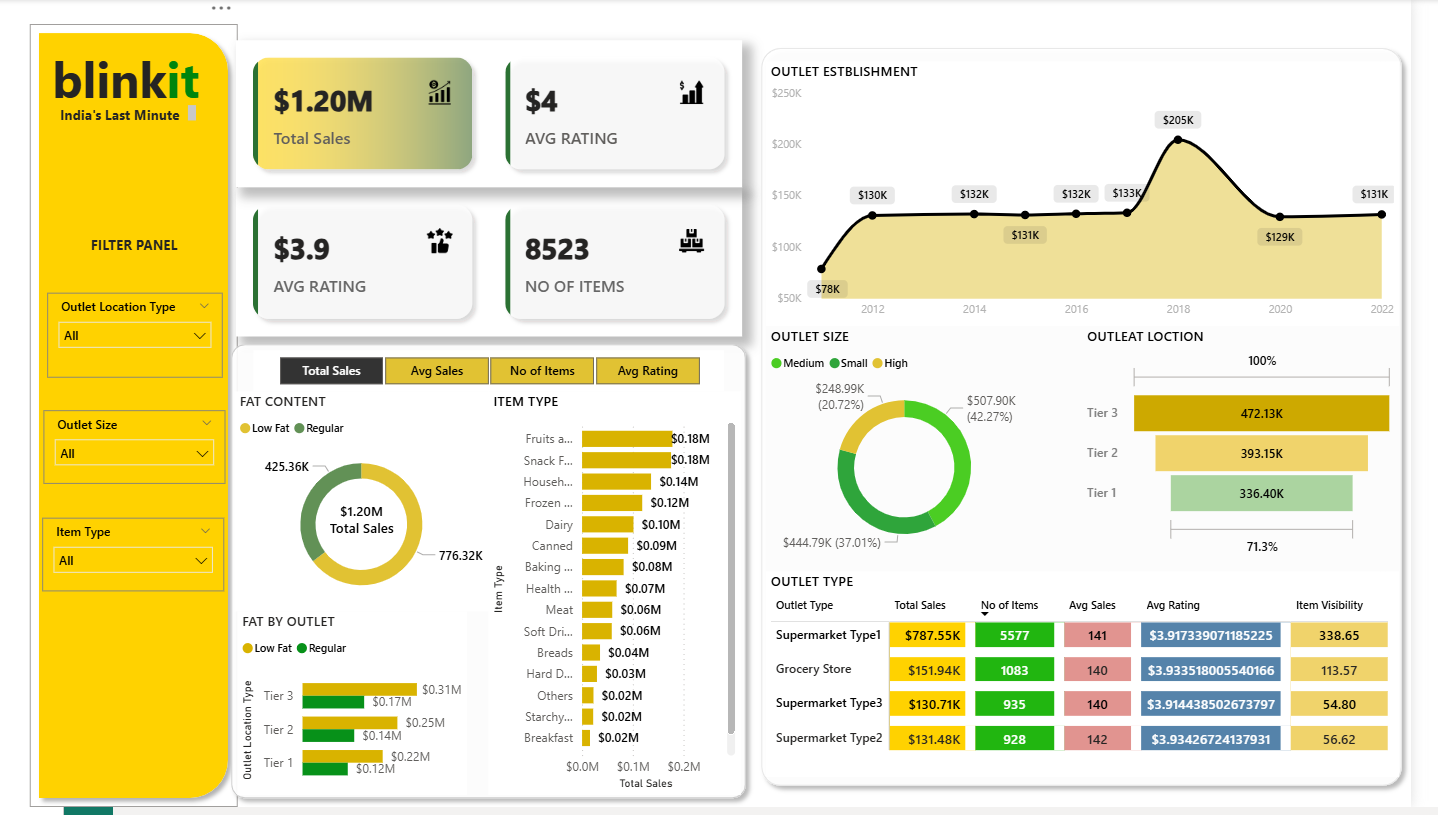 blinkit
India's Last Minute
FILTER PANEL
Outlet Location Type
All
Outlet Size
All
Item Type
All
$1.20M
Total Sales
$4
AVG RATING
$3.9
AVG RATING
8523
NO OF ITEMS
Total Sales
Avg Sales
No of Items
Avg Rating
FAT CONTENT
Low Fat
Regular
425.36K
$1.20M
Total Sales
776.32K
FAT BY OUTLET
Low Fat
Regular
Outlet Location Type
Tier 3
$0.31M
$0.17M
Tier 2
$0.25M
$0.14M
Tier 1
$0.22M
$0.12M
ITEM TYPE
Item Type
Fruits a... $0.18M
Snack F... $0.18M
Househ... $0.14M
Frozen ... $0.12M
Dairy $0.10M
Canned $0.09M
Baking ... $0.08M
Health ... $0.07M
Meat $0.06M
Soft Dri... $0.06M
Breads $0.04M
Hard D... $0.03M
Others $0.02M
Starchy... $0.02M
Breakfast $0.02M
$0.0M $0.1M $0.2M
Total Sales
OUTLET ESTBLISHMENT
$250K
$200K
$150K
$100K
$50K
$78K
$130K
$132K
$131K
$132K
$133K
$205K
$129K
$131K
2012 2014 2016 2018 2020 2022
OUTLET SIZE
Medium Small High
$248.99K
(20.72%)
$507.90K
(42.27%)
$444.79K (37.01%)
OUTLEAT LOCTION
100%
Tier 3 472.13K
Tier 2 393.15K
Tier 1 336.40K
71.3%
OUTLET TYPE
Outlet Type Total Sales No of Items Avg Sales Avg Rating Item Visibility
Supermarket Type1 $787.55K 5577 141 $3.917339071185225 338.65
Grocery Store $151.94K 1083 140 $3.933518005540166 113.57
Supermarket Type3 $130.71K 935 140 $3.914438502673797 54.80
Supermarket Type2 $131.48K 928 142 $3.93426724137931 56.62